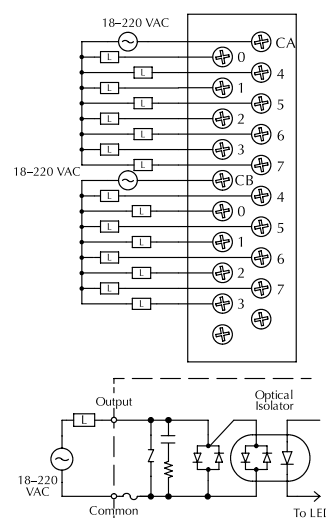 18–220 VAC
CA
L
0
L
4
L
1
L
5
L
2
L
6
L
3
L
7
18–220 VAC
CB
L
4
L
0
L
5
L
1
L
6
L
2
L
7
L
3
Output
Optical
Isolator
L
18–220
VAC
Common
To LED